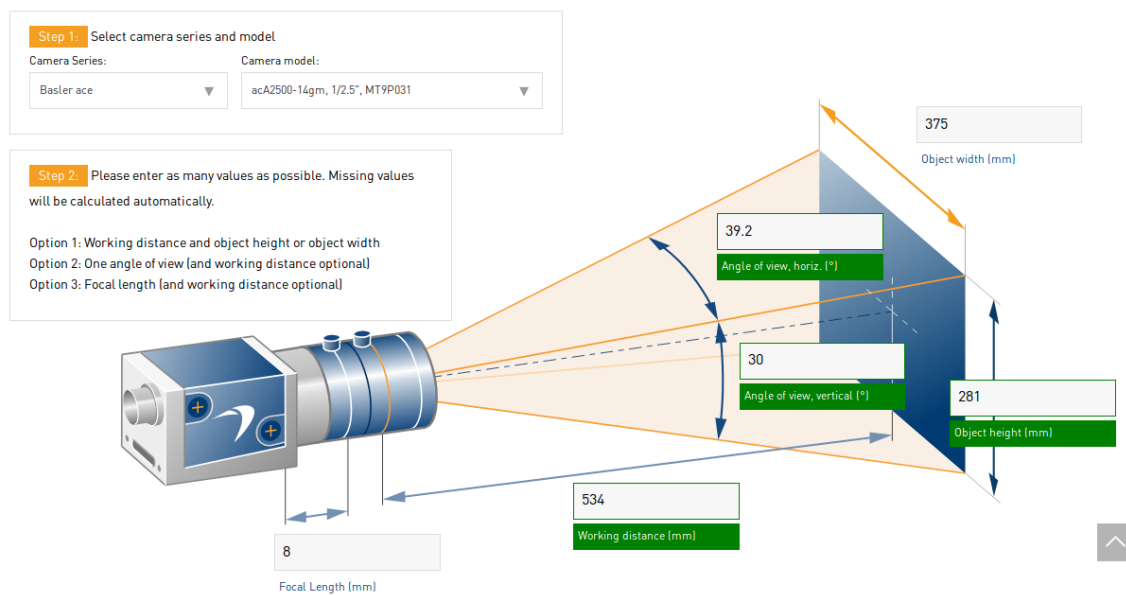 Step 1: Select camera series and model
Camera Series:
Camera model:
Basler ace
acA2500-14gm, 1/2.5", MT9P031
Step 2: Please enter as many values as possible. Missing values
will be calculated automatically.
Option 1: Working distance and object height or object width
Option 2: One angle of view (and working distance optional)
Option 3: Focal length (and working distance optional)
375
Object width (mm)
39.2
Angle of view, horiz. (°)
30
Angle of view, vertical (°)
281
Object height (mm)
534
Working distance (mm)
8
Focal Length (mm)